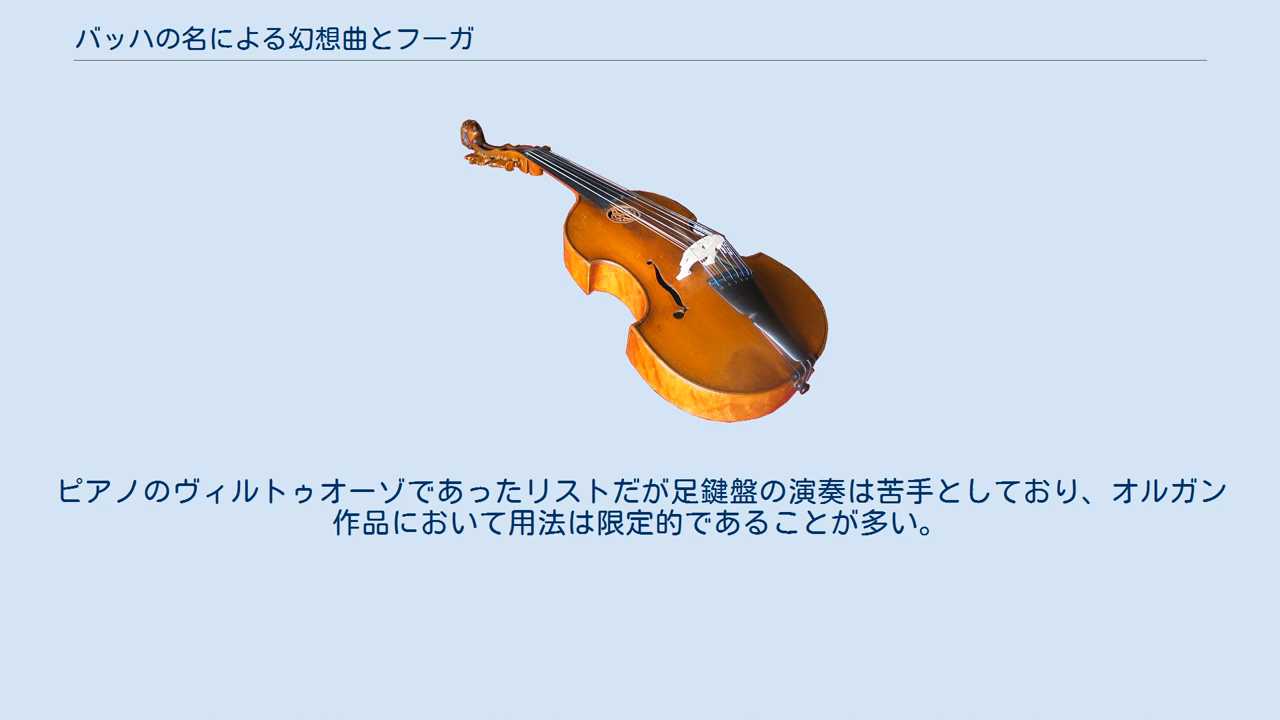 バッハの名による幻想曲とフーガ
ピアノのヴィルトゥオーゾであったリストだが足鍵盤の演奏は苦手としており、オルガン
作品において用法は限定的であることが多い。